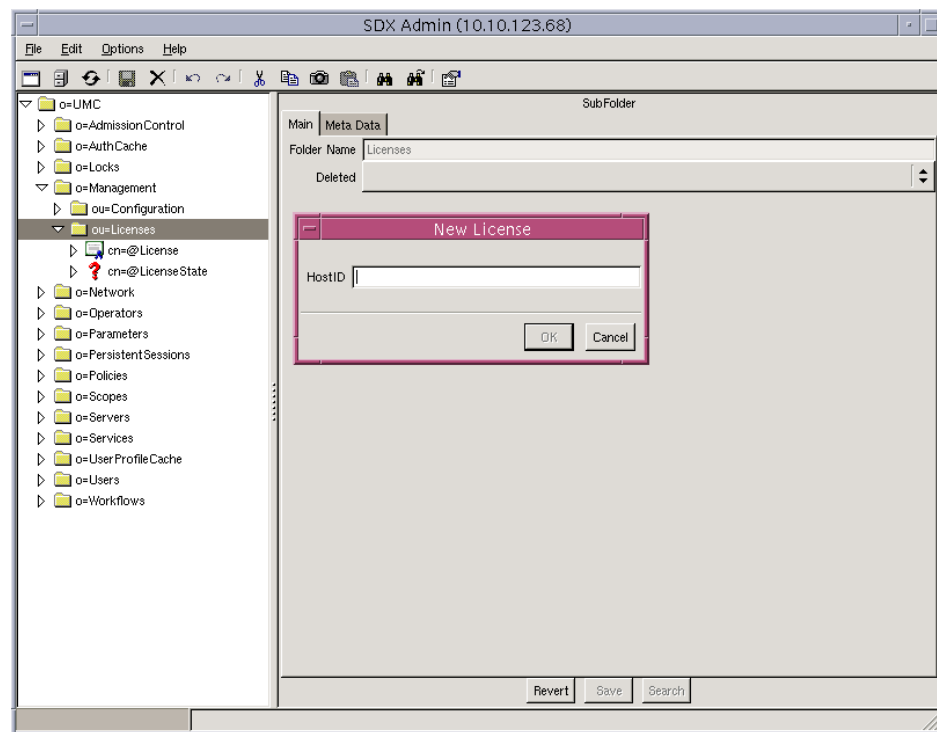 SDX Admin (10.10.123.68)
File Edit Options Help
o=UMC
o=AdmissionControl
o=AuthCache
o=Locks
o=Management
ou=Configuration
ou=Licenses
cn=@License
cn=@LicenseState
o=Network
o=Operators
o=Parameters
o=PersistentSessions
o=Policies
o=Scopes
o=Servers
o=Services
o=UserProfileCache
o=Users
o=Workflows
SubFolder
Main Meta Data
Folder Name Licenses
Deleted
New License
HostID
OK Cancel
Revert Save Search